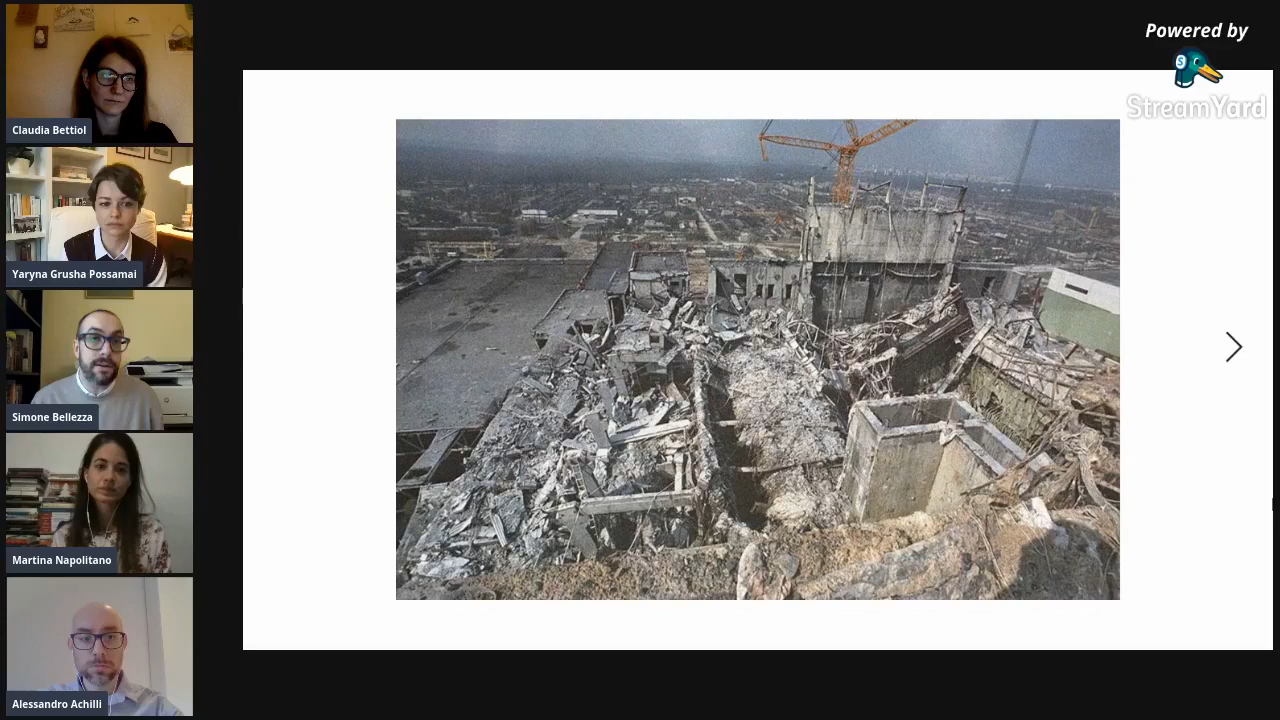 Claudia Bettiol
Yaryna Grusha Possamai
Simone Bellezza
Martina Napolitano
Alessandro Achilli
Powered by
S
StreamYard